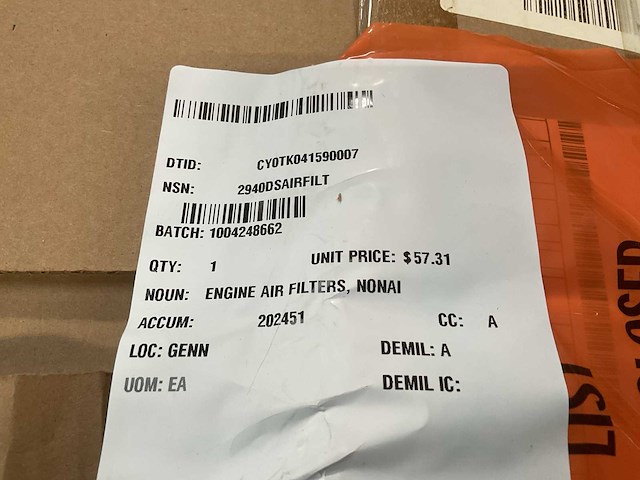 DTID: CY0TK041590007
NSN: 2940DSAIRFILT
BATCH: 1004248662
QTY: 1 UNIT PRICE: $57.31
NOUN: ENGINE AIR FILTERS, NONAI
ACCUM: 202451 CC: A
LOC: GENN DEMIL: A
UOM: EA DEMIL IC:
LIST